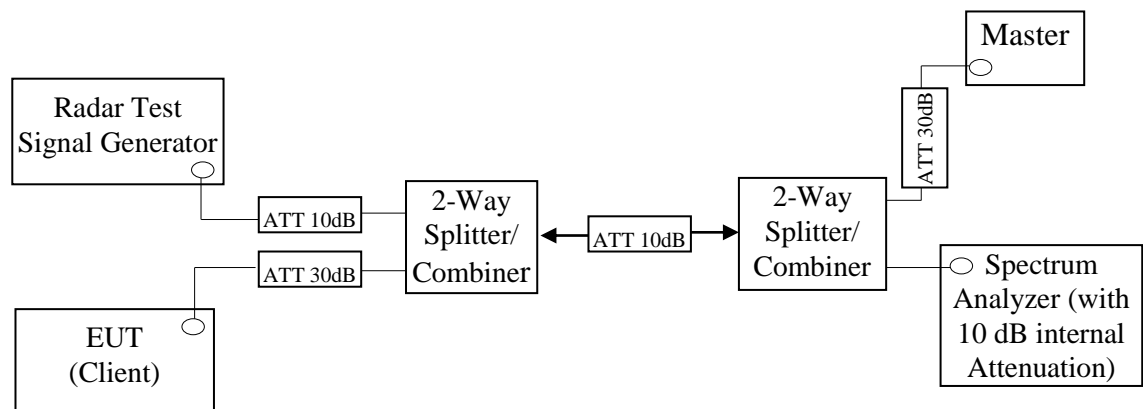 Radar Test
Signal Generator
ATT 10dB
ATT 30dB
EUT
(Client)
2-Way
Splitter/
Combiner
ATT 10dB
2-Way
Splitter/
Combiner
Master
ATT 30dB
Spectrum
Analyzer (with
10 dB internal
Attenuation)